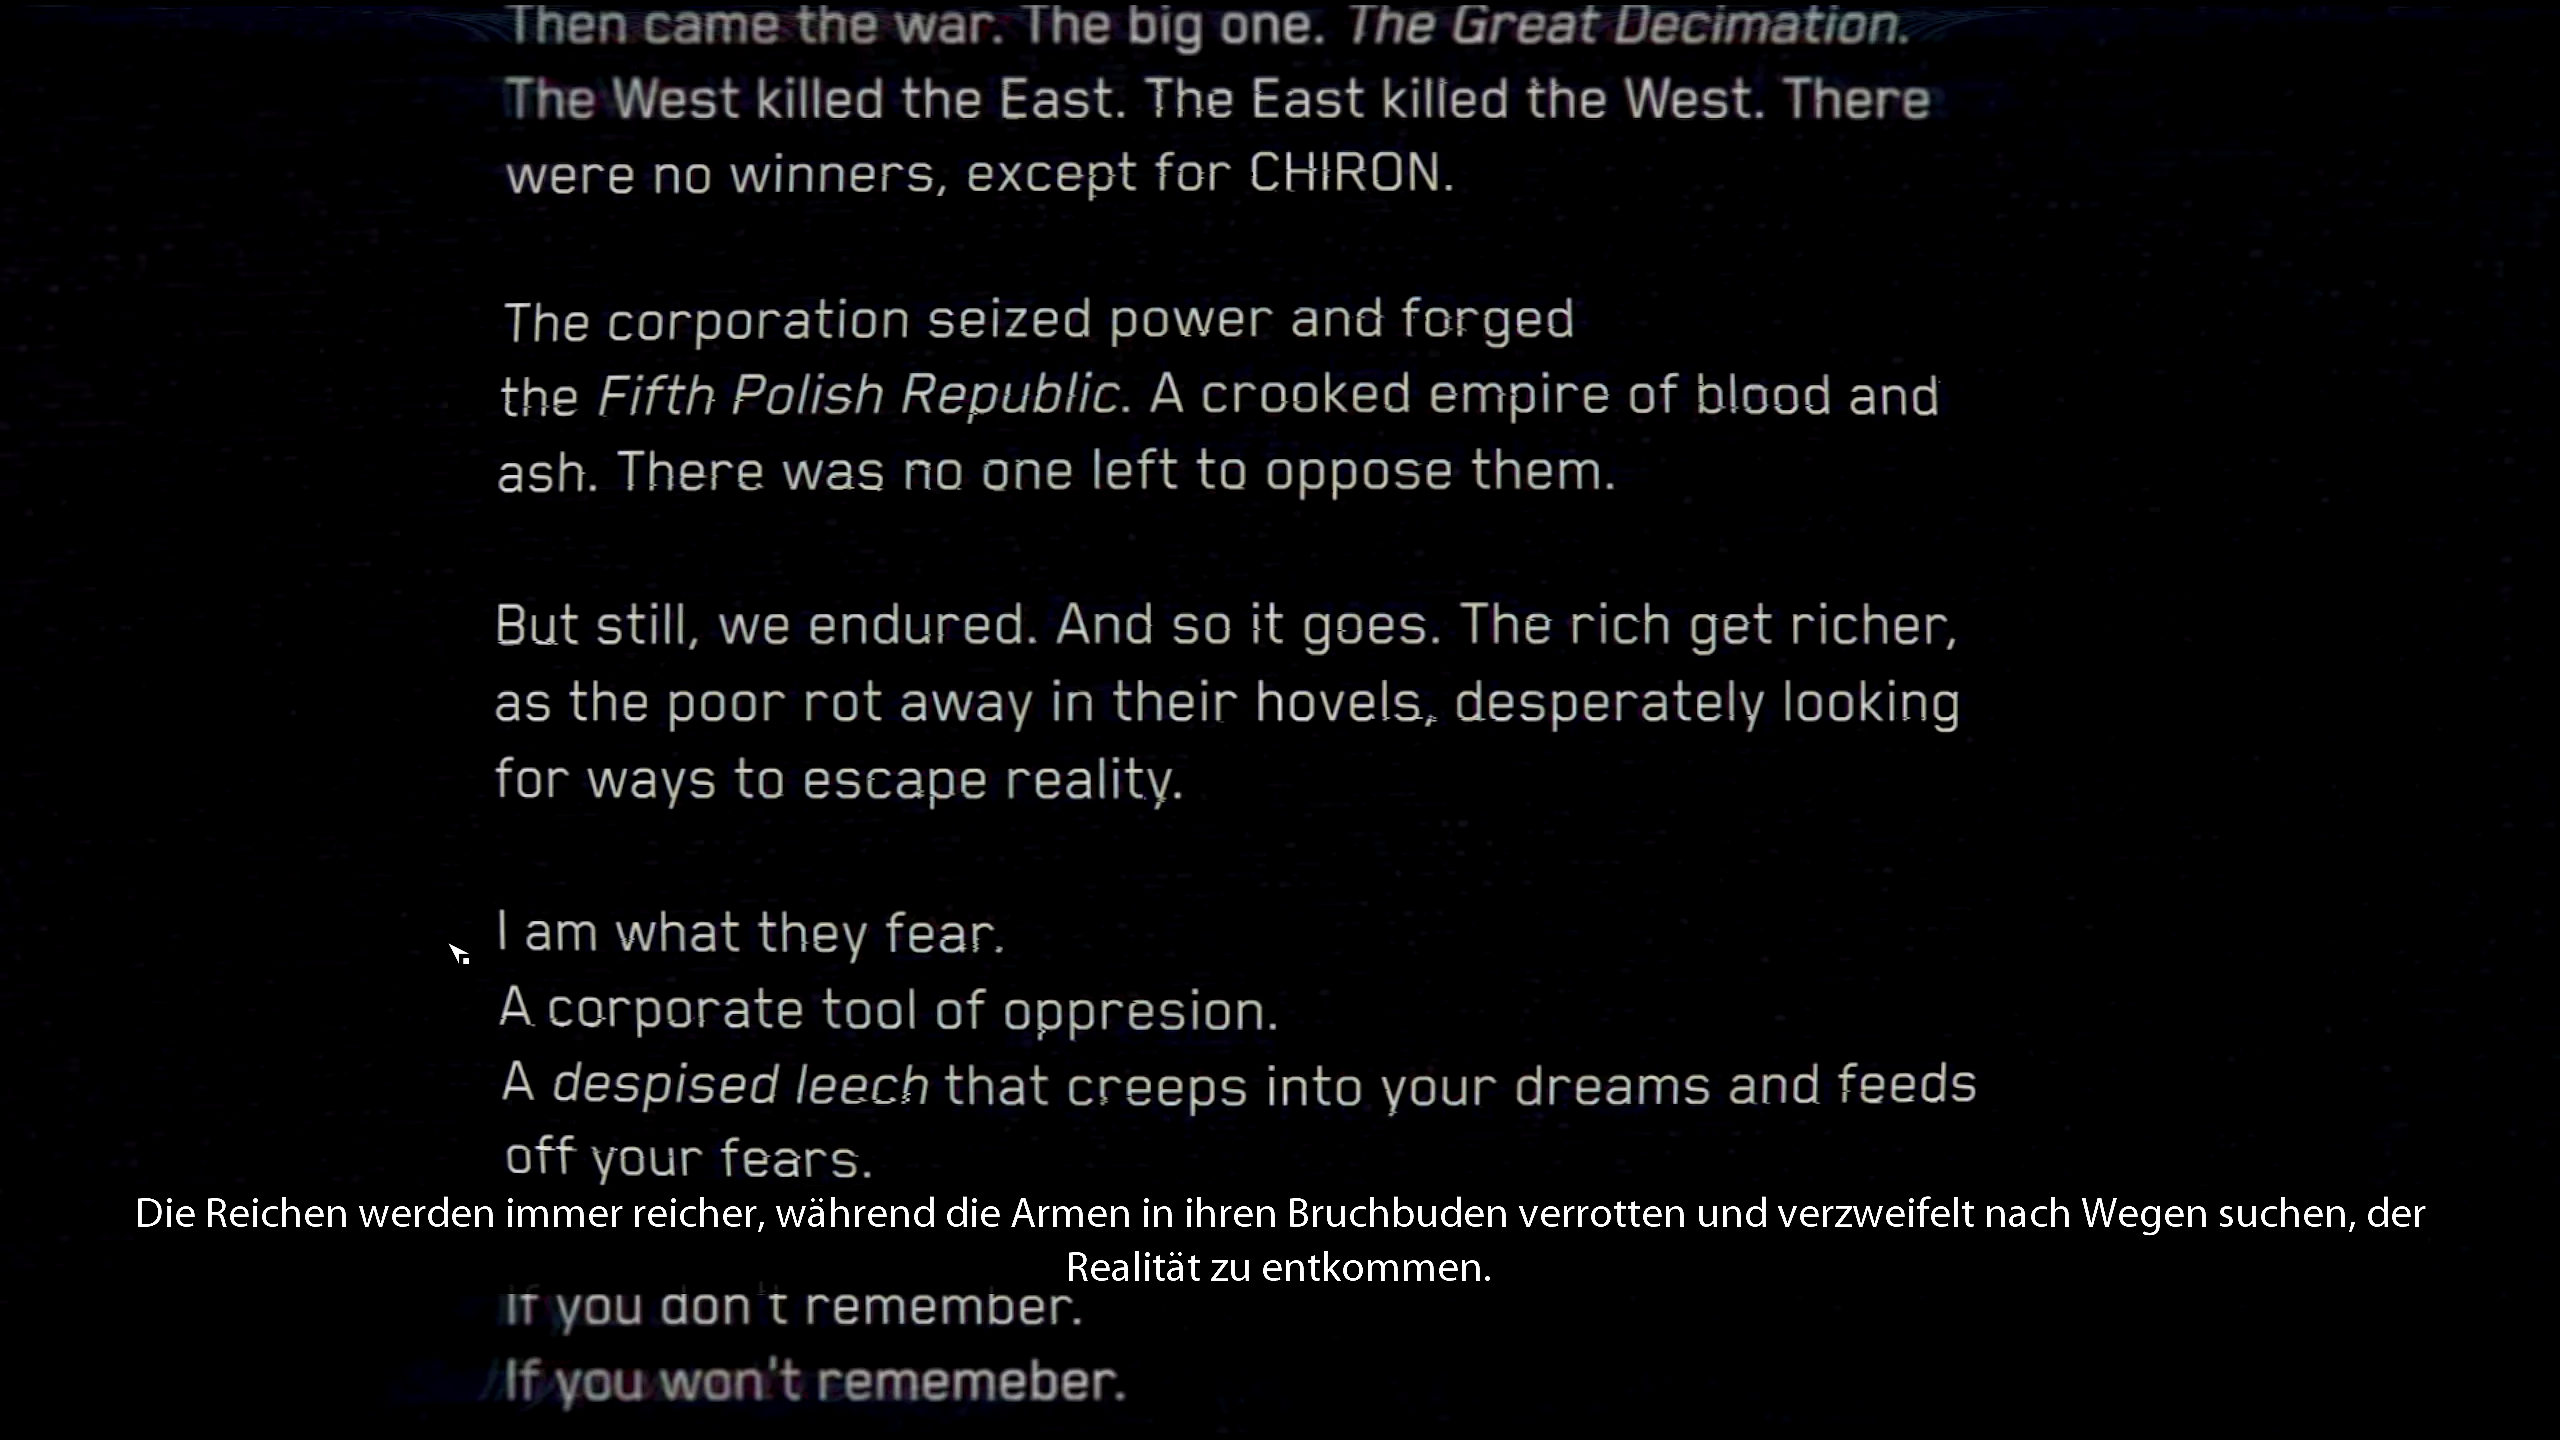 Then came the war. The big one. The Great Decimation.
The West killed the East. The East killed the West. There
were no winners, except for CHIRON.
The corporation seized power and forged
the Fifth Polish Republic. A crooked empire of blood and
ash. There was no one left to oppose them.
But still, we endured. And so it goes. The rich get richer,
as the poor rot away in their hovels, desperately looking
for ways to escape reality.
I am what they fear.
A corporate tool of oppresion.
A despised leech that creeps into your dreams and feeds
off your fears.
Die Reichen werden immer reicher, während die Armen in ihren Bruchbuden verrotten und verzweifelt nach Wegen suchen, der
Realität zu entkommen.
If you don't remember.
If you won't rememeber.